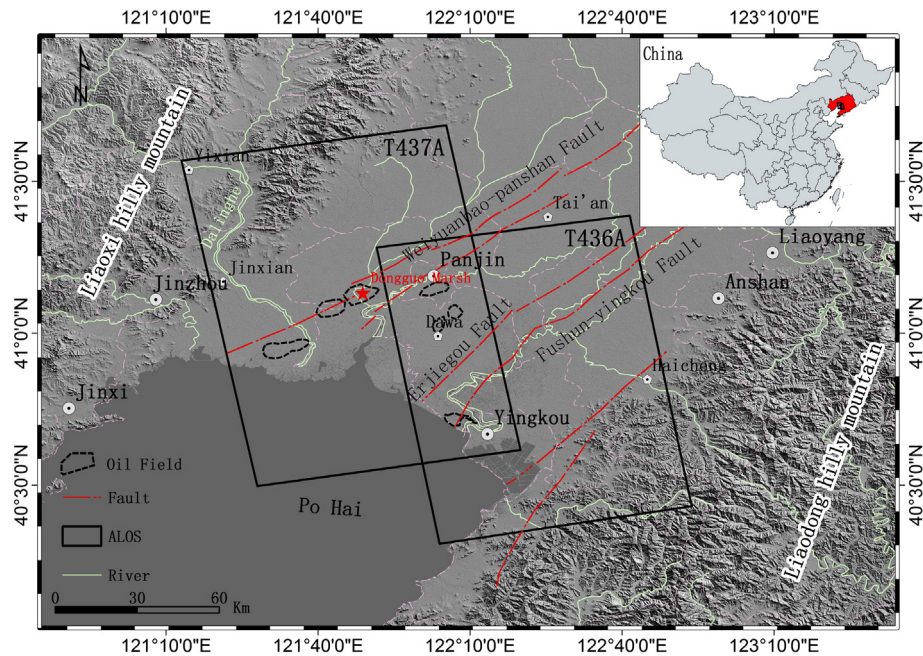 121°10'0"E 121°40'0"E 122°10'0"E 122°40'0"E 123°10'0"E
China
N
Liaoxi hilly mountain
T437A
Yixian
41°30'0"N
41°30'0"N
Weiyuanbao-panshan Fault
Tai'an
Dalinghe
T436A
Liaoyang
Panjin
Jinxian
Dongguo Marsh
Jinzhou
Anshan
Fushun-yingkou Fault
Dawa
41°0'0"N
41°0'0"N
Erjiegou Fault
Haicheng
Jinxi
Yingkou
Liaodong hilly mountain
Oil Field
40°30'0"N
40°30'0"N
Fault
Po Hai
ALOS
River
0 30 60
Km
121°10'0"E 121°40'0"E 122°10'0"E 122°40'0"E 123°10'0"E